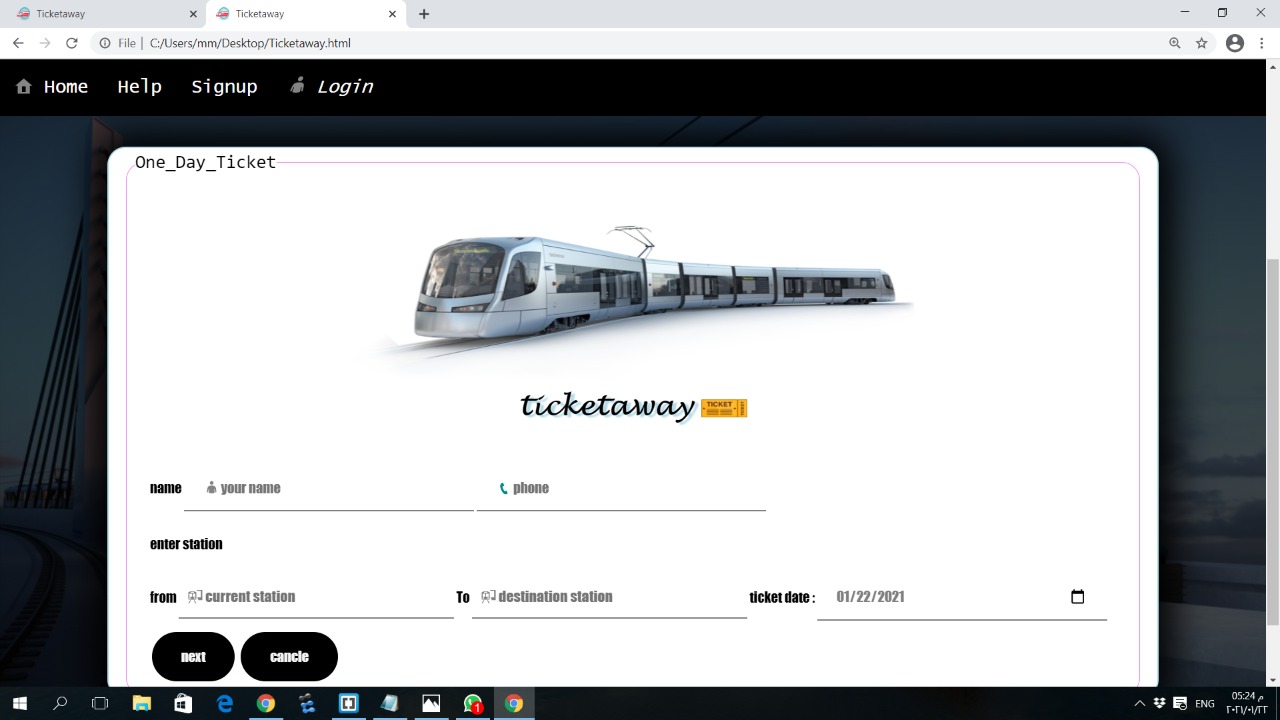 Ticketaway
Ticketaway
File | C:/Users/mm/Desktop/Ticketaway.html
Home Help Signup Login
One_Day_Ticket
ticketaway TICKET
name your name phone
enter station
from current station To destination station ticket date : 01/22/2021
next cancle
1
ENG
05:24 م
٢٠٢١/٠١/٢٢